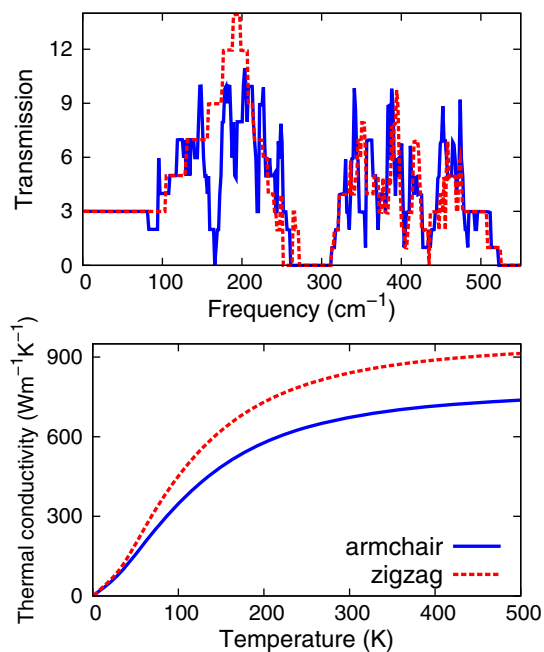 Transmission
12
9
6
3
0
0 100 200 300 400 500
Frequency (cm⁻¹)
Thermal conductivity (Wm⁻¹K⁻¹)
900
600
300
0
armchair
zigzag
0 100 200 300 400 500
Temperature (K)